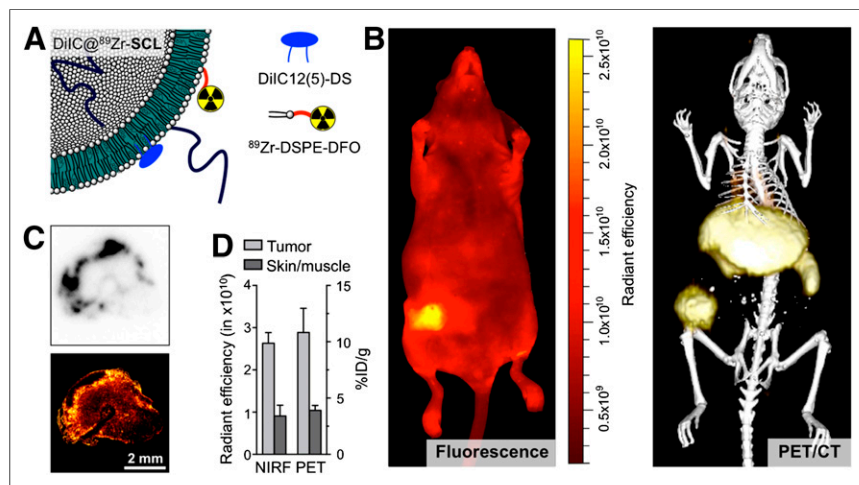 A
DiIC@⁸⁹Zr-SCL
DiIC12(5)-DS
⁸⁹Zr-DSPE-DFO
B
Fluorescence
2.5x10¹⁰
2.0x10¹⁰
1.5x10¹⁰
1.0x10¹⁰
0.5x10⁹
Radiant efficiency
PET/CT
C
2 mm
D
Tumor
Skin/muscle
Radiant efficiency (in x10¹⁰)
4
3
2
1
0
15
10
5
0
%ID/g
NIRF PET